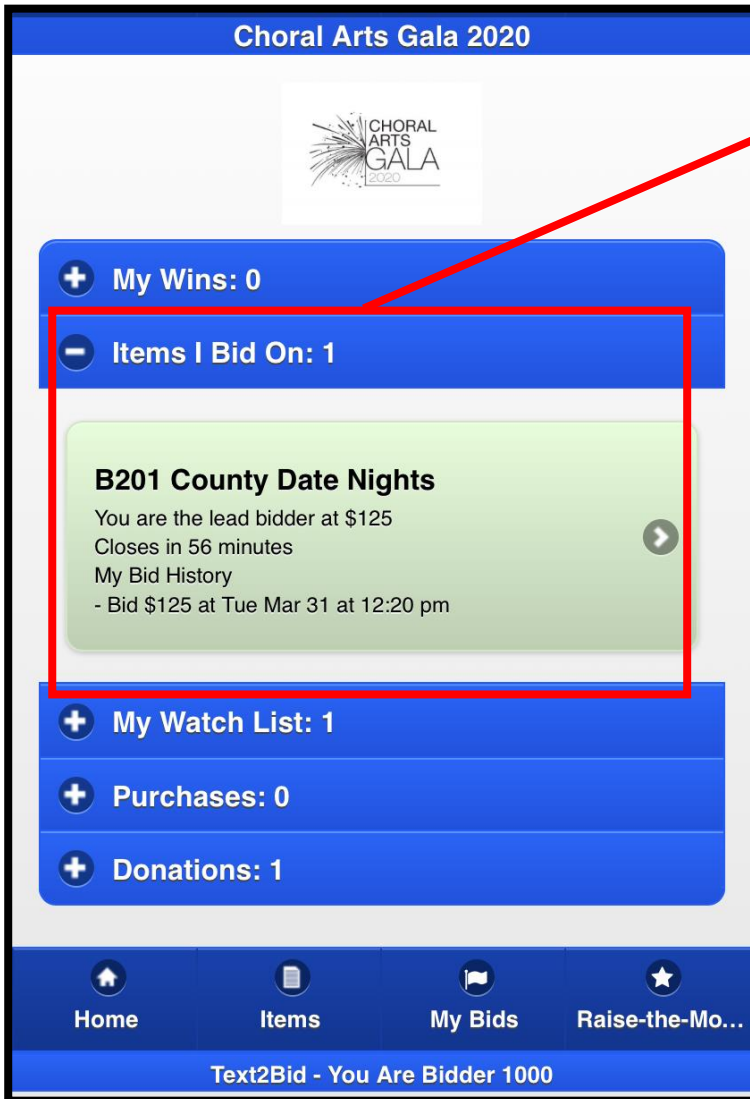 Choral Arts Gala 2020
CHORAL
ARTS
GALA
2020
My Wins: 0
Items I Bid On: 1
B201 County Date Nights
You are the lead bidder at $125
Closes in 56 minutes
My Bid History
- Bid $125 at Tue Mar 31 at 12:20 pm
My Watch List: 1
Purchases: 0
Donations: 1
Home Items My Bids Raise-the-Mo...
Text2Bid - You Are Bidder 1000